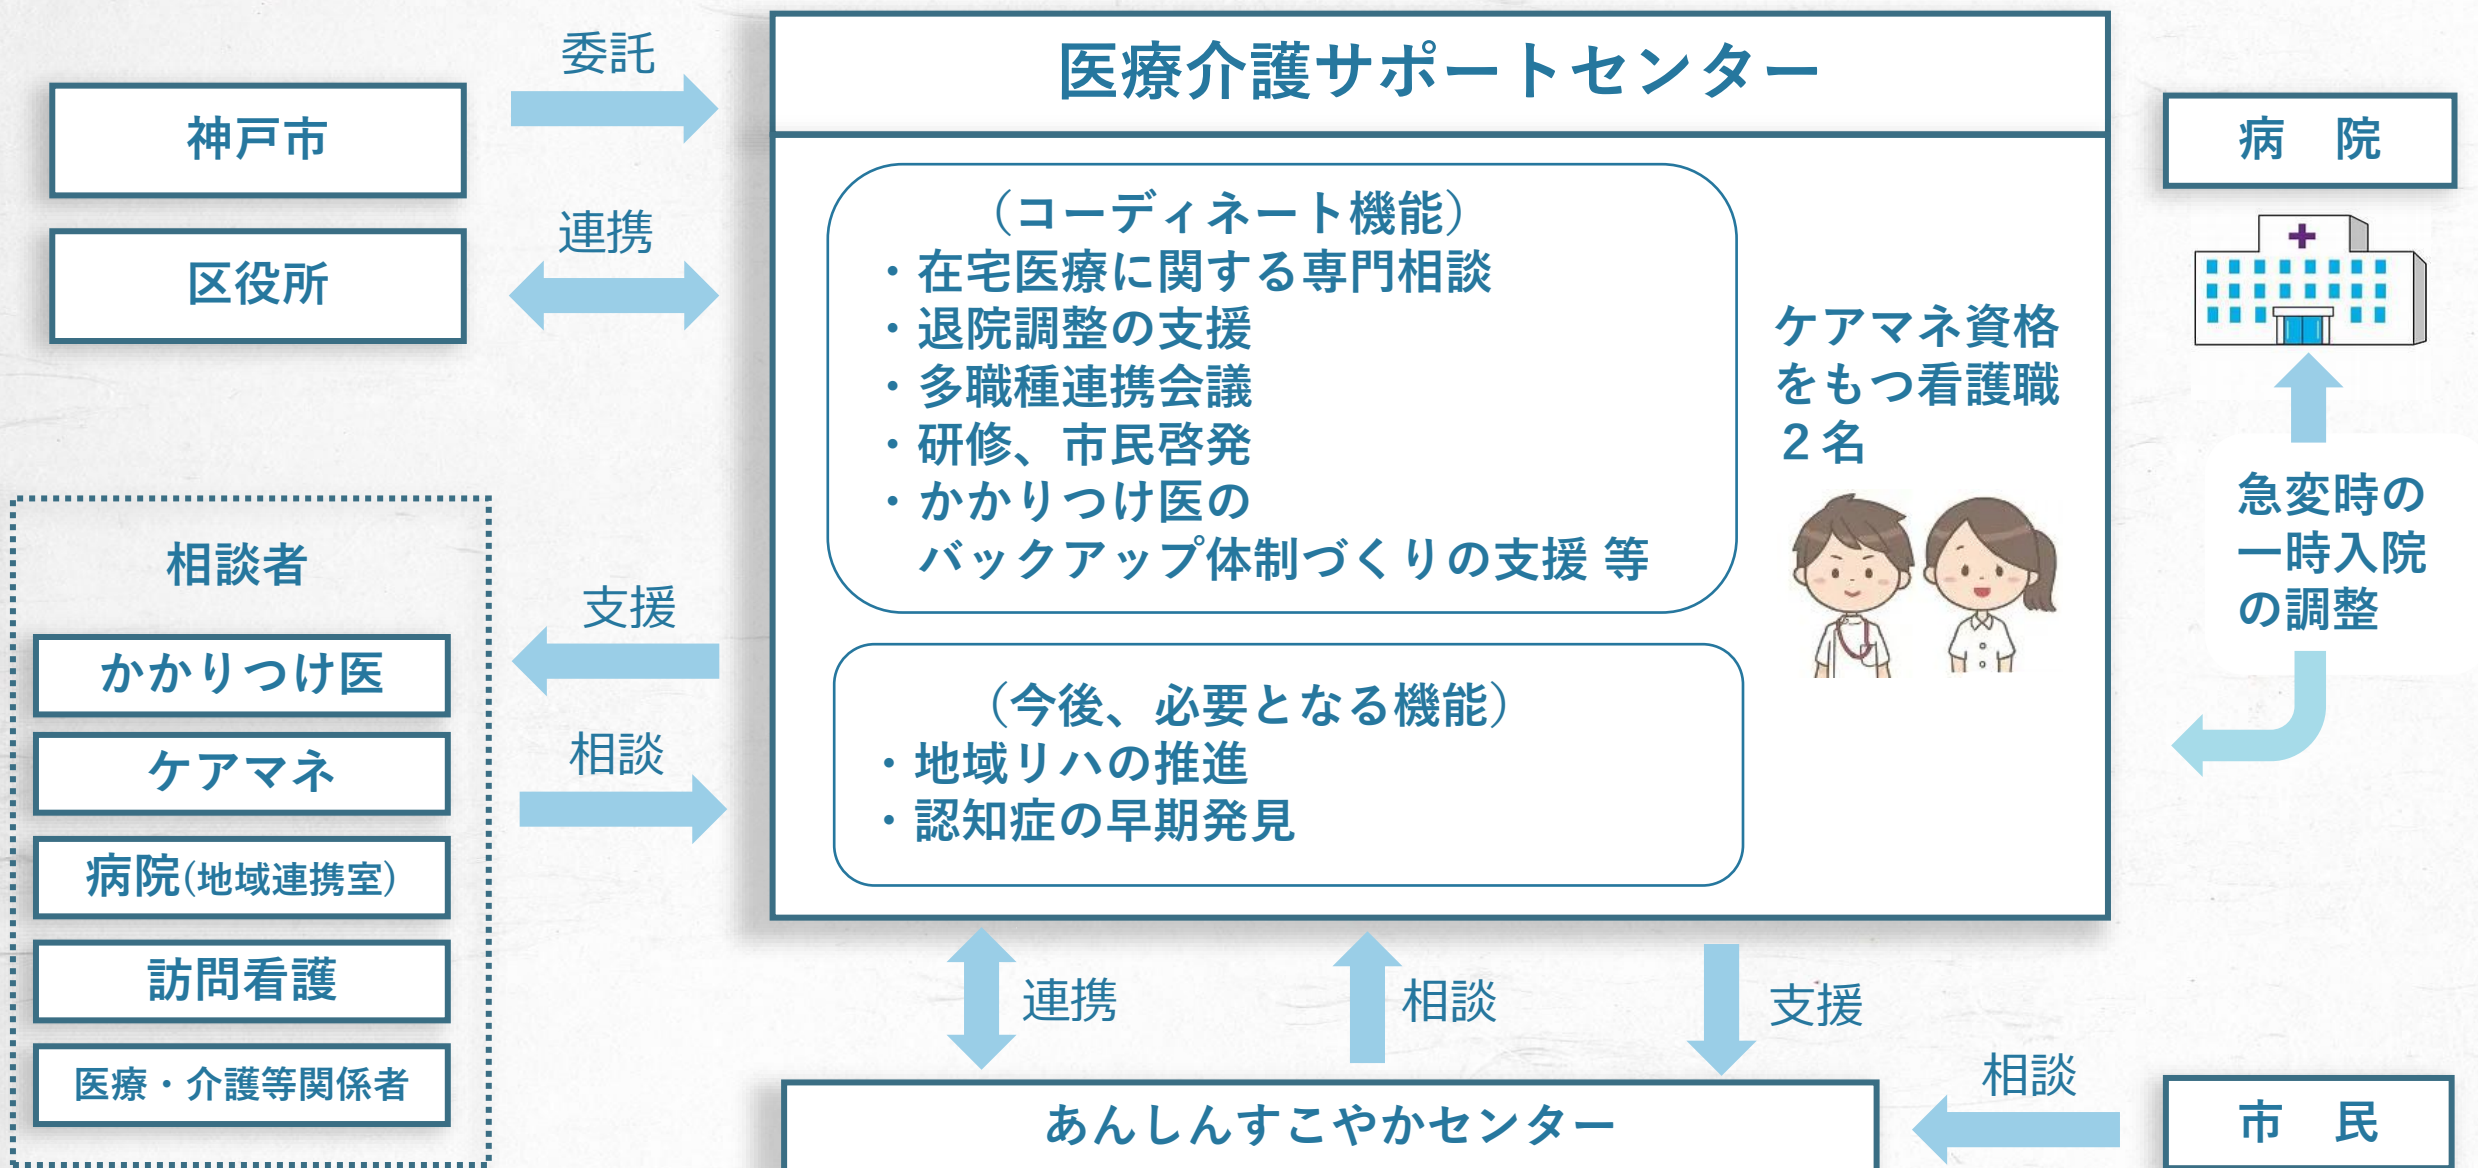 委託
医療介護サポートセンター
神戸市
病　院
連携
区役所
（コーディネート機能）
・在宅医療に関する専門相談
・退院調整の支援
・多職種連携会議
・研修、市民啓発
・かかりつけ医の
バックアップ体制づくりの支援 等
ケアマネ資格
をもつ看護職
２名
急変時の
一時入院
の調整
相談者
かかりつけ医
ケアマネ
病院(地域連携室)
訪問看護
医療・介護等関係者
支援
相談
（今後、必要となる機能）
・地域リハの推進
・認知症の早期発見
連携
相談
支援
あんしんすこやかセンター
相談
市　民